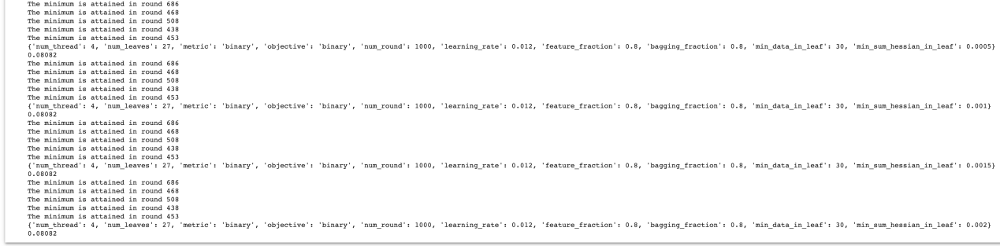 The minimum is attained in round 686
The minimum is attained in round 468
The minimum is attained in round 508
The minimum is attained in round 438
The minimum is attained in round 453
{'num_thread': 4, 'num_leaves': 27, 'metric': 'binary', 'objective': 'binary', 'num_round': 1000, 'learning_rate': 0.012, 'feature_fraction': 0.8, 'bagging_fraction': 0.8, 'min_data_in_leaf': 30, 'min_sum_hessian_in_leaf': 0.0005}
0.08082
The minimum is attained in round 686
The minimum is attained in round 468
The minimum is attained in round 508
The minimum is attained in round 438
The minimum is attained in round 453
{'num_thread': 4, 'num_leaves': 27, 'metric': 'binary', 'objective': 'binary', 'num_round': 1000, 'learning_rate': 0.012, 'feature_fraction': 0.8, 'bagging_fraction': 0.8, 'min_data_in_leaf': 30, 'min_sum_hessian_in_leaf': 0.001}
0.08082
The minimum is attained in round 686
The minimum is attained in round 468
The minimum is attained in round 508
The minimum is attained in round 438
The minimum is attained in round 453
{'num_thread': 4, 'num_leaves': 27, 'metric': 'binary', 'objective': 'binary', 'num_round': 1000, 'learning_rate': 0.012, 'feature_fraction': 0.8, 'bagging_fraction': 0.8, 'min_data_in_leaf': 30, 'min_sum_hessian_in_leaf': 0.0015}
0.08082
The minimum is attained in round 686
The minimum is attained in round 468
The minimum is attained in round 508
The minimum is attained in round 438
The minimum is attained in round 453
{'num_thread': 4, 'num_leaves': 27, 'metric': 'binary', 'objective': 'binary', 'num_round': 1000, 'learning_rate': 0.012, 'feature_fraction': 0.8, 'bagging_fraction': 0.8, 'min_data_in_leaf': 30, 'min_sum_hessian_in_leaf': 0.002}
0.08082